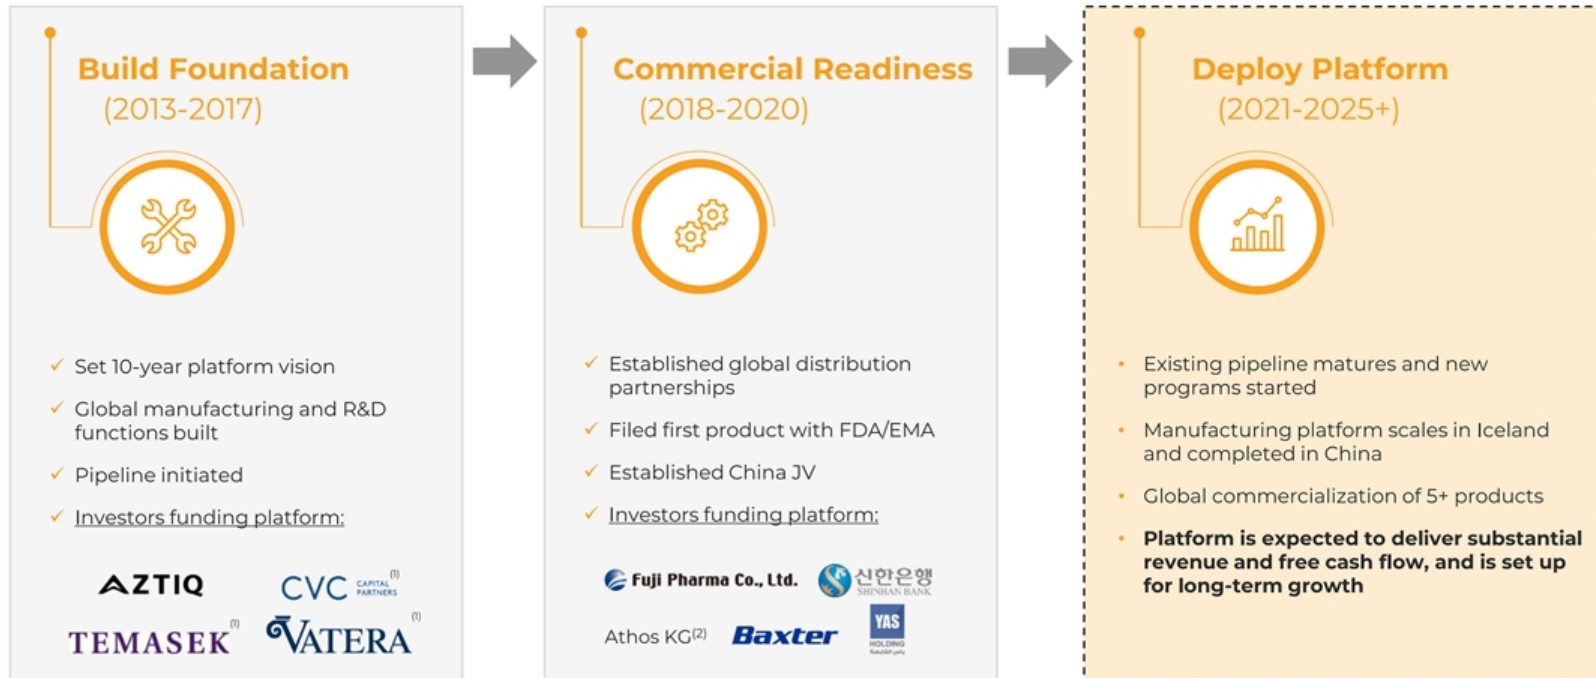 Build Foundation
(2013-2017)
✓ Set 10-year platform vision
✓ Global manufacturing and R&D
functions built
✓ Pipeline initiated
✓ Investors funding platform:
AZTIQ
CVC CAPITAL PARTNERS (1)
TEMASEK (1)
VATERA (1)
Commercial Readiness
(2018-2020)
✓ Established global distribution
partnerships
✓ Filed first product with FDA/EMA
✓ Established China JV
✓ Investors funding platform:
Fuji Pharma Co., Ltd.
신한은행
SHINHAN BANK
Athos KG(2)
Baxter
YAS
HOLDING
Deploy Platform
(2021-2025+)
• Existing pipeline matures and new
programs started
• Manufacturing platform scales in Iceland
and completed in China
• Global commercialization of 5+ products
• Platform is expected to deliver substantial
revenue and free cash flow, and is set up
for long-term growth